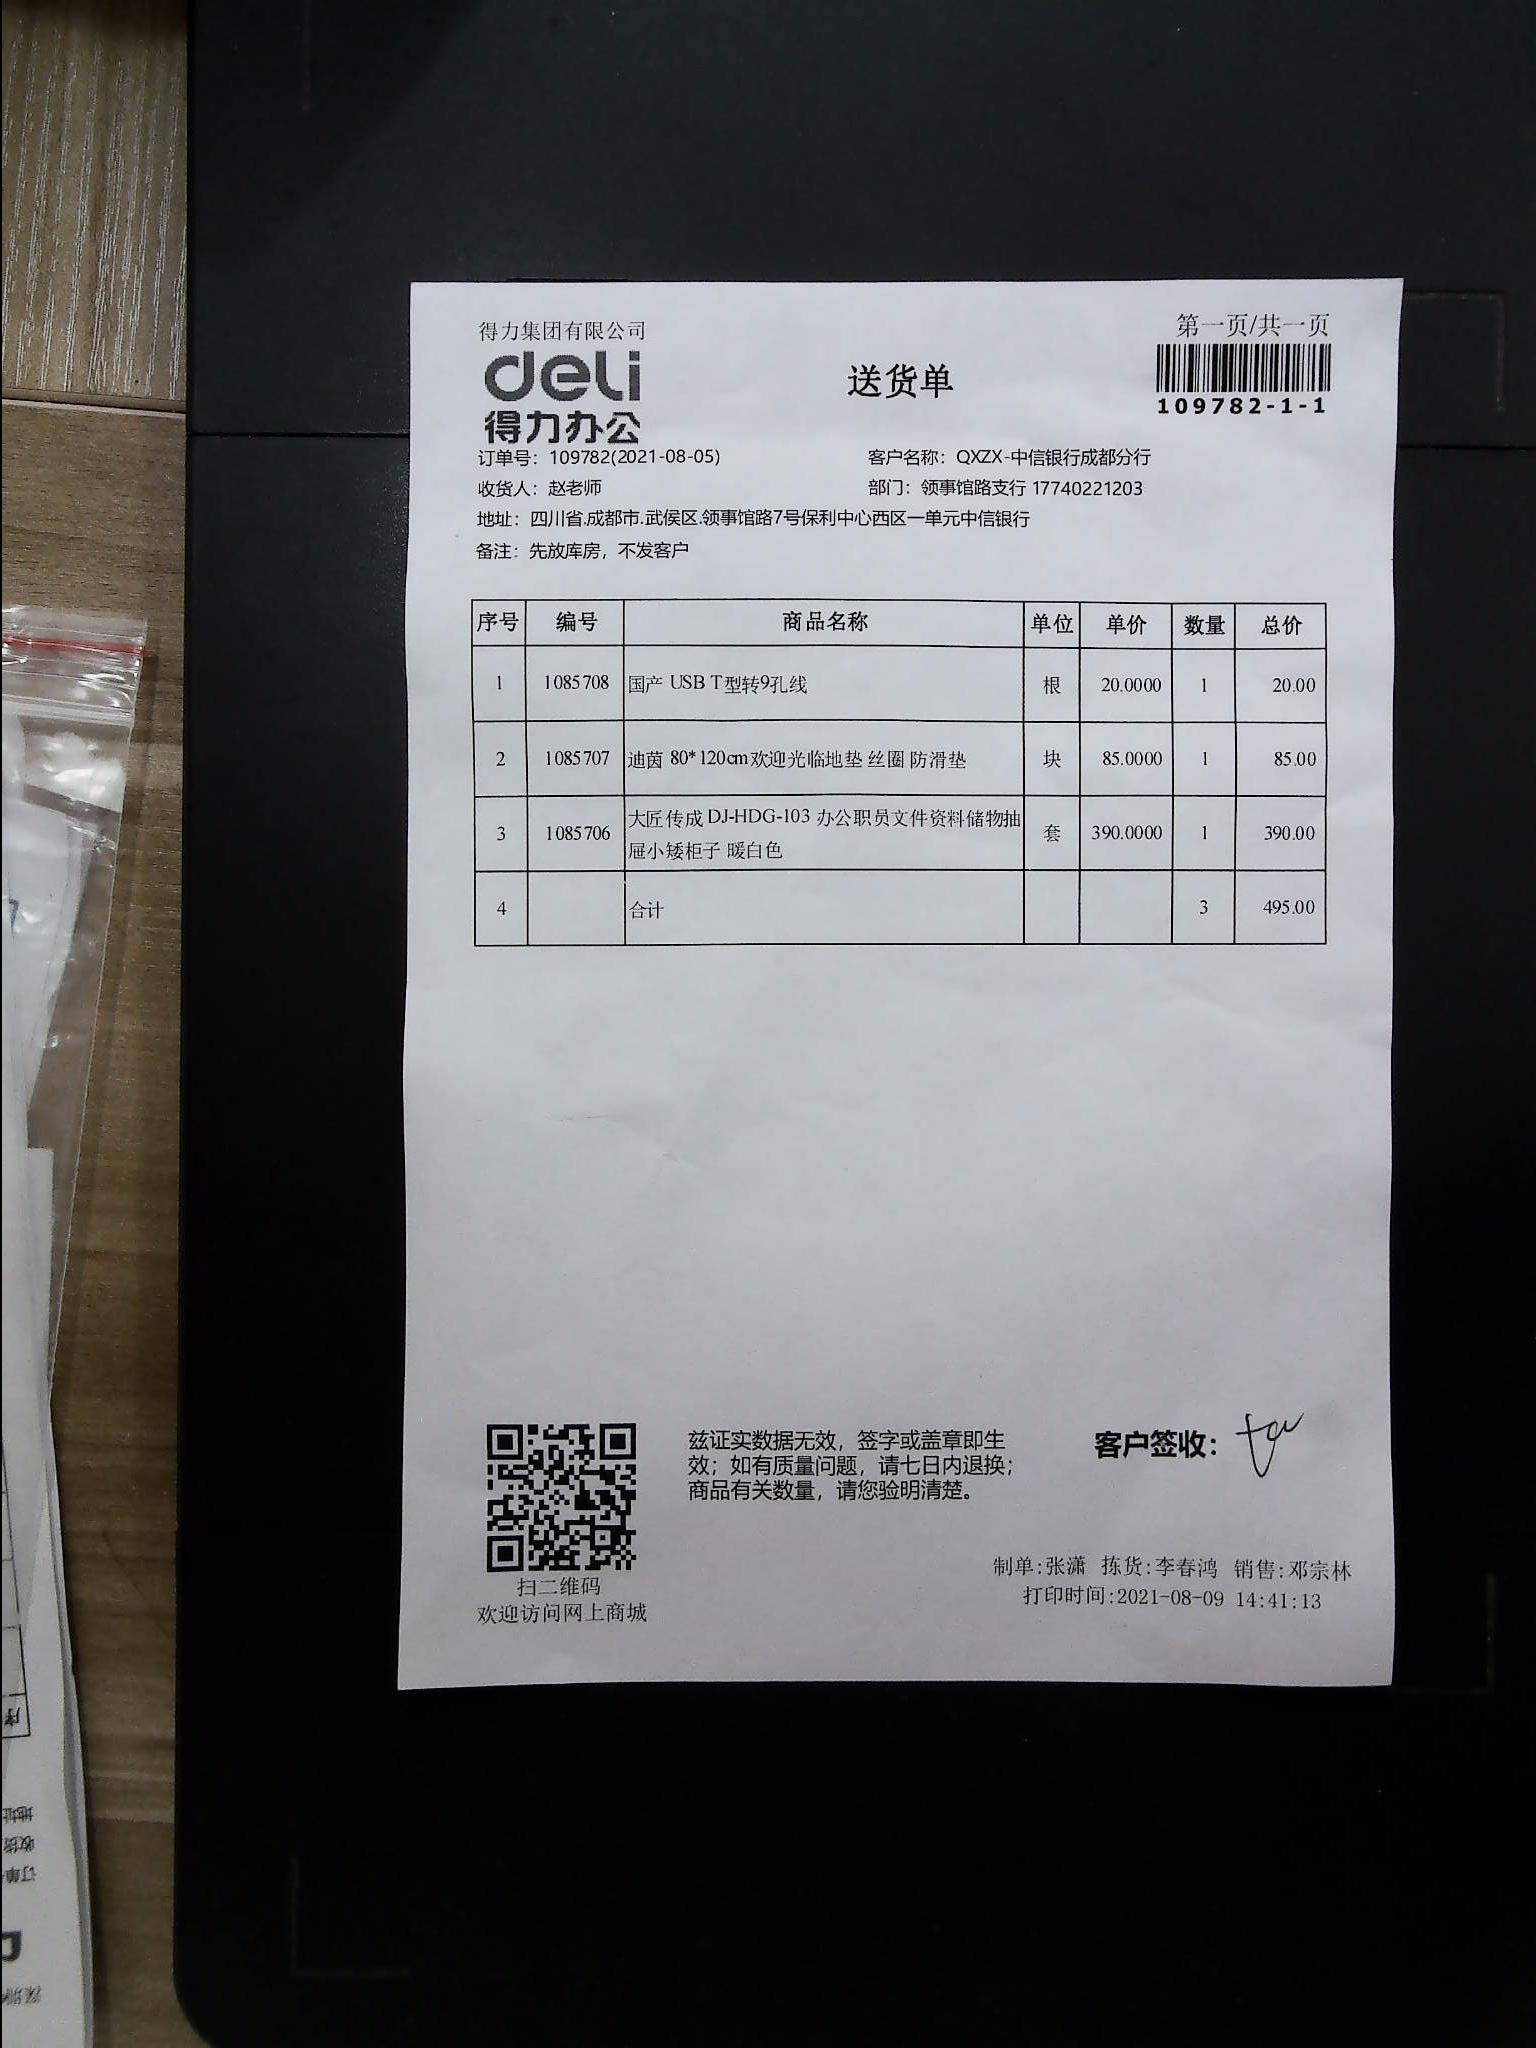 得力集团有限公司
第一页/共一页
deli
得力办公
送货单
109782-1-1
订单号：109782(2021-08-05)
客户名称：QXZX-中信银行成都分行
收货人：赵老师
部门：领事馆路支行 17740221203
地址：四川省.成都市.武侯区.领事馆路7号保利中心西区一单元中信银行
备注：先放库房，不发客户
序号 编号 商品名称 单位 单价 数量 总价
1 1085708 国产 USB T型转9孔线 根 20.0000 1 20.00
2 1085707 迪茵 80*120cm欢迎光临地垫 丝圈 防滑垫 块 85.0000 1 85.00
3 1085706 大匠传成 DJ-HDG-103 办公职员文件资料储物抽 套 390.0000 1 390.00
屉小矮柜子 暖白色
4 合计 3 495.00
兹证实数据无效，签字或盖章即生
效；如有质量问题，请七日内退换；
商品有关数量，请您验明清楚。
客户签收：
扫二维码
欢迎访问网上商城
制单:张潇 拣货:李春鸿 销售:邓宗林
打印时间:2021-08-09 14:41:13
序
地址
收货
订单